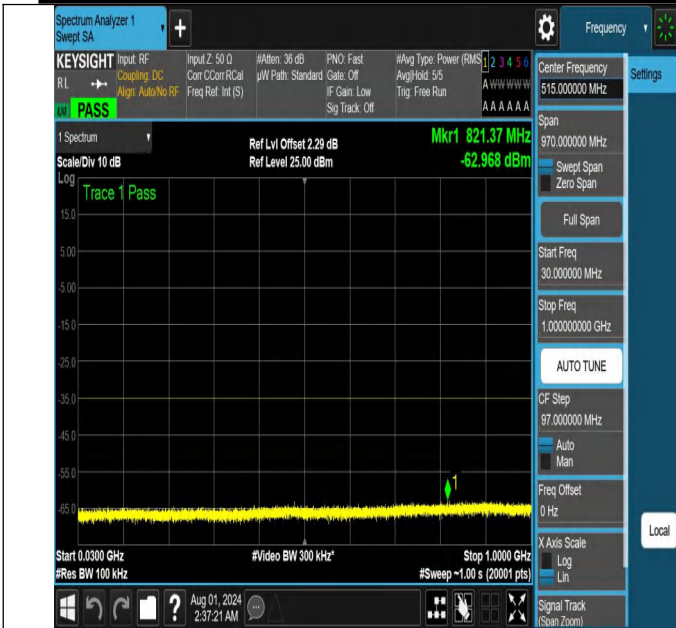 Spectrum Analyzer 1
Swept SA
+
Frequency
KEYSIGHT
RL
PASS
Input: RF
Coupling: DC
Align: Auto/No RF
Input Z: 50 Ω
Corr CCorr RCal
Freq Ref: Int (S)
#Atten: 36 dB
µW Path: Standard
PNO: Fast
Gate: Off
IF Gain: Low
Sig Track: Off
#Avg Type: Power (RMS
Avg|Hold: 5/5
Trig: Free Run
1 2 3 4 5 6
A W W W W W
A A A A A A
1 Spectrum
Scale/Div 10 dB
Ref Lvl Offset 2.29 dB
Ref Level 25.00 dBm
Mkr1 821.37 MHz
-62.968 dBm
Log
Trace 1 Pass
15.0
5.00
-5.00
-15.0
-25.0
-35.0
-45.0
-55.0
-65.0
1
Start 0.0300 GHz
#Res BW 100 kHz
#Video BW 300 kHz*
Stop 1.0000 GHz
#Sweep ~1.00 s (20001 pts)
Aug 01, 2024
2:37:21 AM
Center Frequency
515.000000 MHz
Span
970.000000 MHz
Swept Span
Zero Span
Full Span
Start Freq
30.000000 MHz
Stop Freq
1.000000000 GHz
AUTO TUNE
CF Step
97.000000 MHz
Auto
Man
Freq Offset
0 Hz
X Axis Scale
Log
Lin
Signal Track
(Span Zoom)
Settings
Local